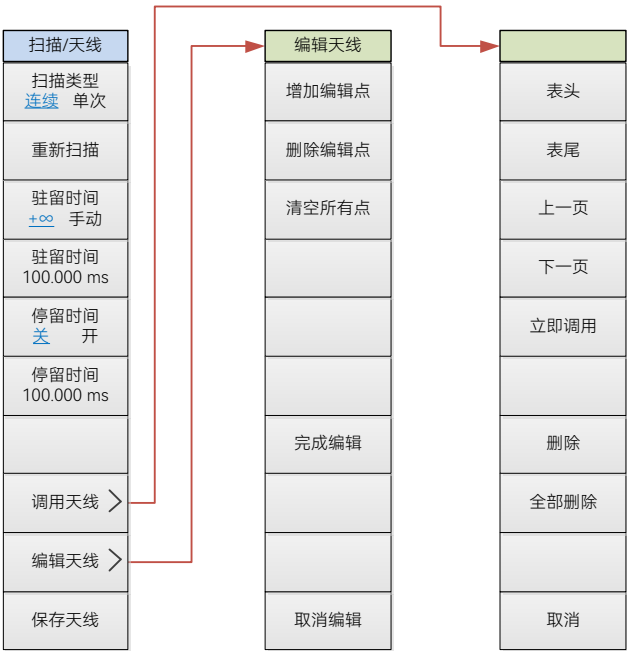 扫描/天线
扫描类型
连续 单次
重新扫描
驻留时间
+∞ 手动
驻留时间
100.000 ms
停留时间
关 开
停留时间
100.000 ms
调用天线
编辑天线
保存天线
编辑天线
增加编辑点
删除编辑点
清空所有点
完成编辑
取消编辑
表头
表尾
上一页
下一页
立即调用
删除
全部删除
取消